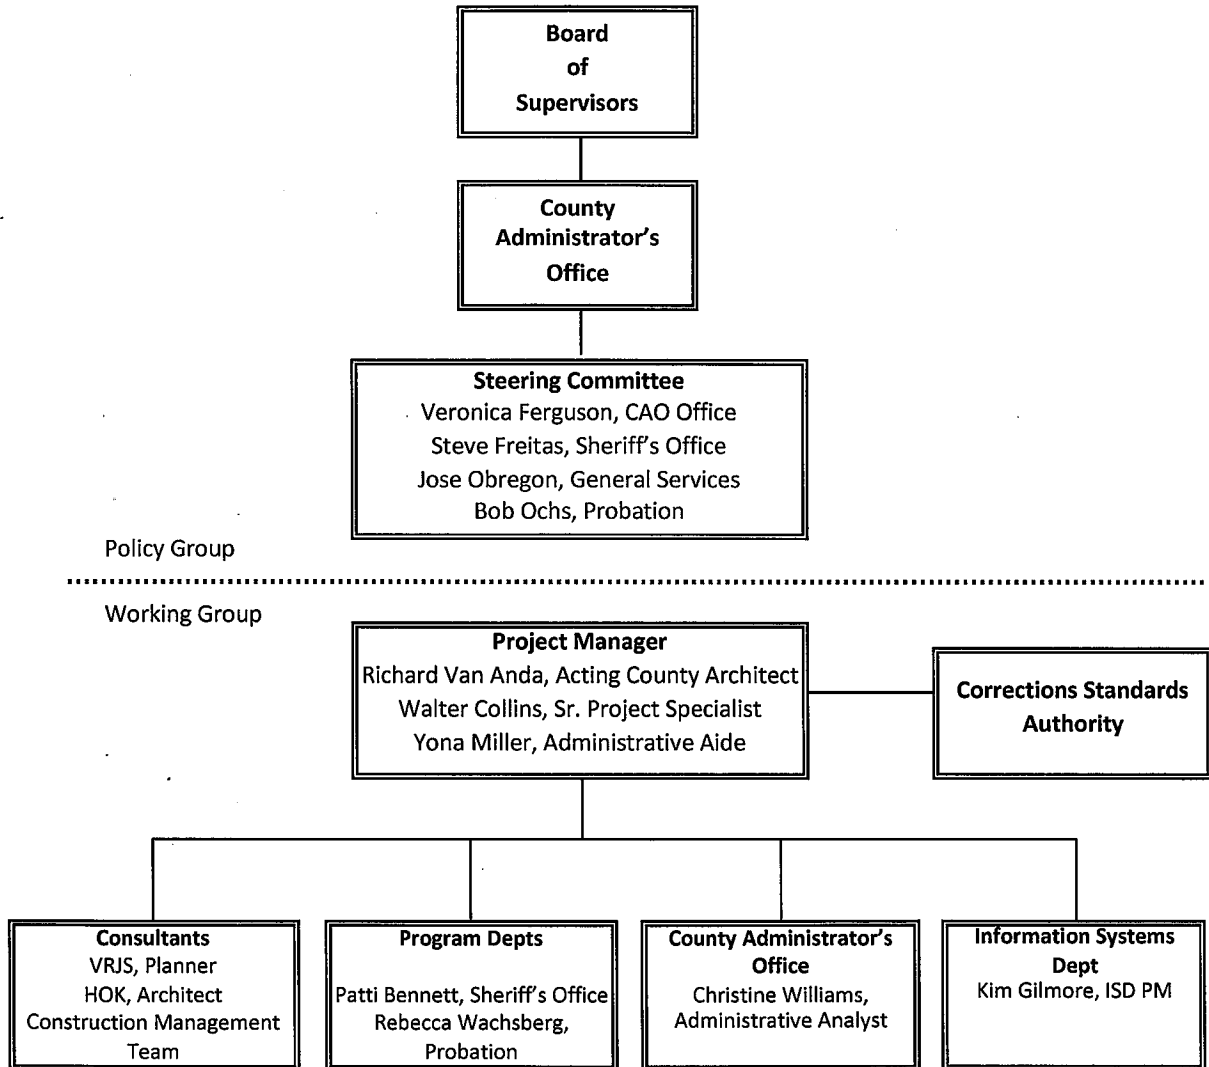 Board
of
Supervisors
County
Administrator's
Office
Steering Committee
Veronica Ferguson, CAO Office
Steve Freitas, Sheriff's Office
Jose Obregon, General Services
Bob Ochs, Probation
Policy Group
Working Group
Project Manager
Richard Van Anda, Acting County Architect
Walter Collins, Sr. Project Specialist
Yona Miller, Administrative Aide
Corrections Standards
Authority
Consultants
VRJS, Planner
HOK, Architect
Construction Management
Team
Program Depts
Patti Bennett, Sheriff's Office
Rebecca Wachsberg,
Probation
County Administrator's
Office
Christine Williams,
Administrative Analyst
Information Systems
Dept
Kim Gilmore, ISD PM